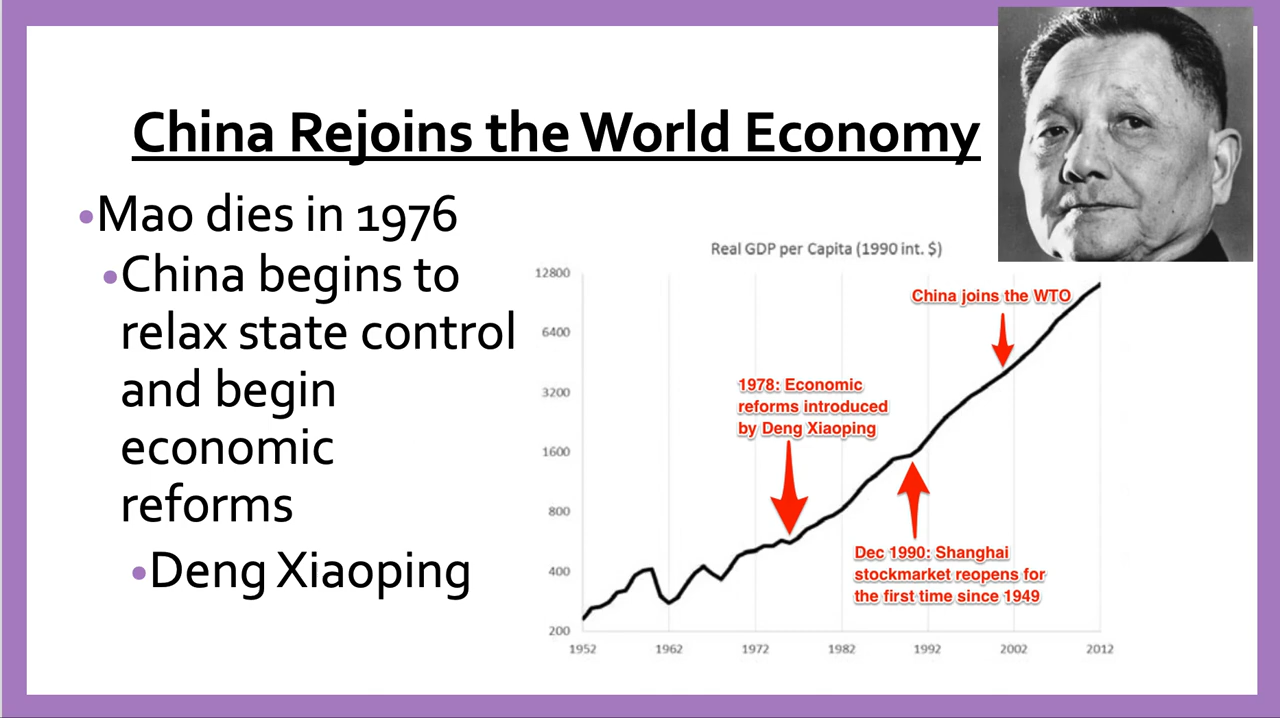 China Rejoins the World Economy
•Mao dies in 1976
•China begins to
relax state control
and begin
economic
reforms
•Deng Xiaoping
Real GDP per Capita (1990 int. $)
12800
6400
3200
1600
800
400
200
1952
1962
1972
1982
1992
2002
2012
China joins the WTO
1978: Economic
reforms introduced
by Deng Xiaoping
Dec 1990: Shanghai
stockmarket reopens for
the first time since 1949